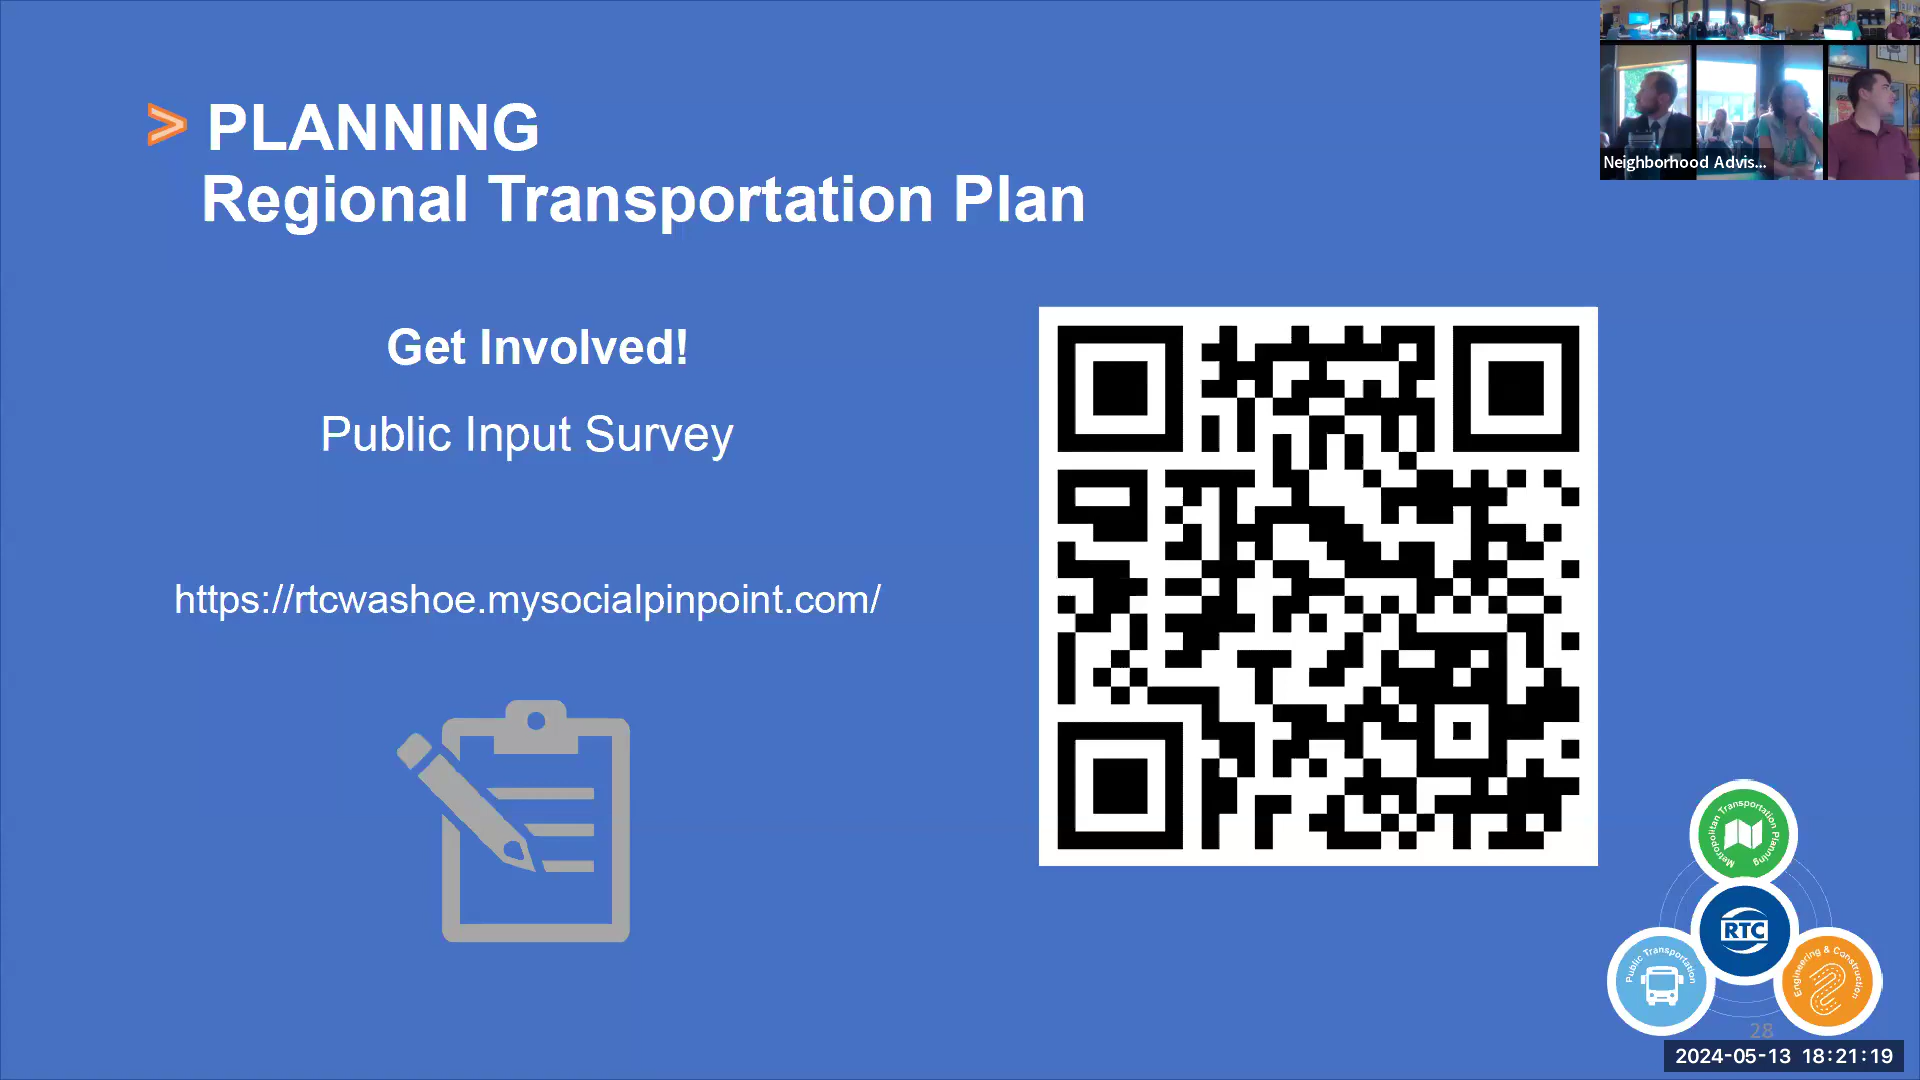 > PLANNING
Regional Transportation Plan
Neighborhood Advis...
Get Involved!
Public Input Survey
https://rtcwashoe.mysocialpinpoint.com/
Metropolitan Transportation Planning
RTC
Public Transportation
Engineering & Construction
28
2024-05-13 18:21:19